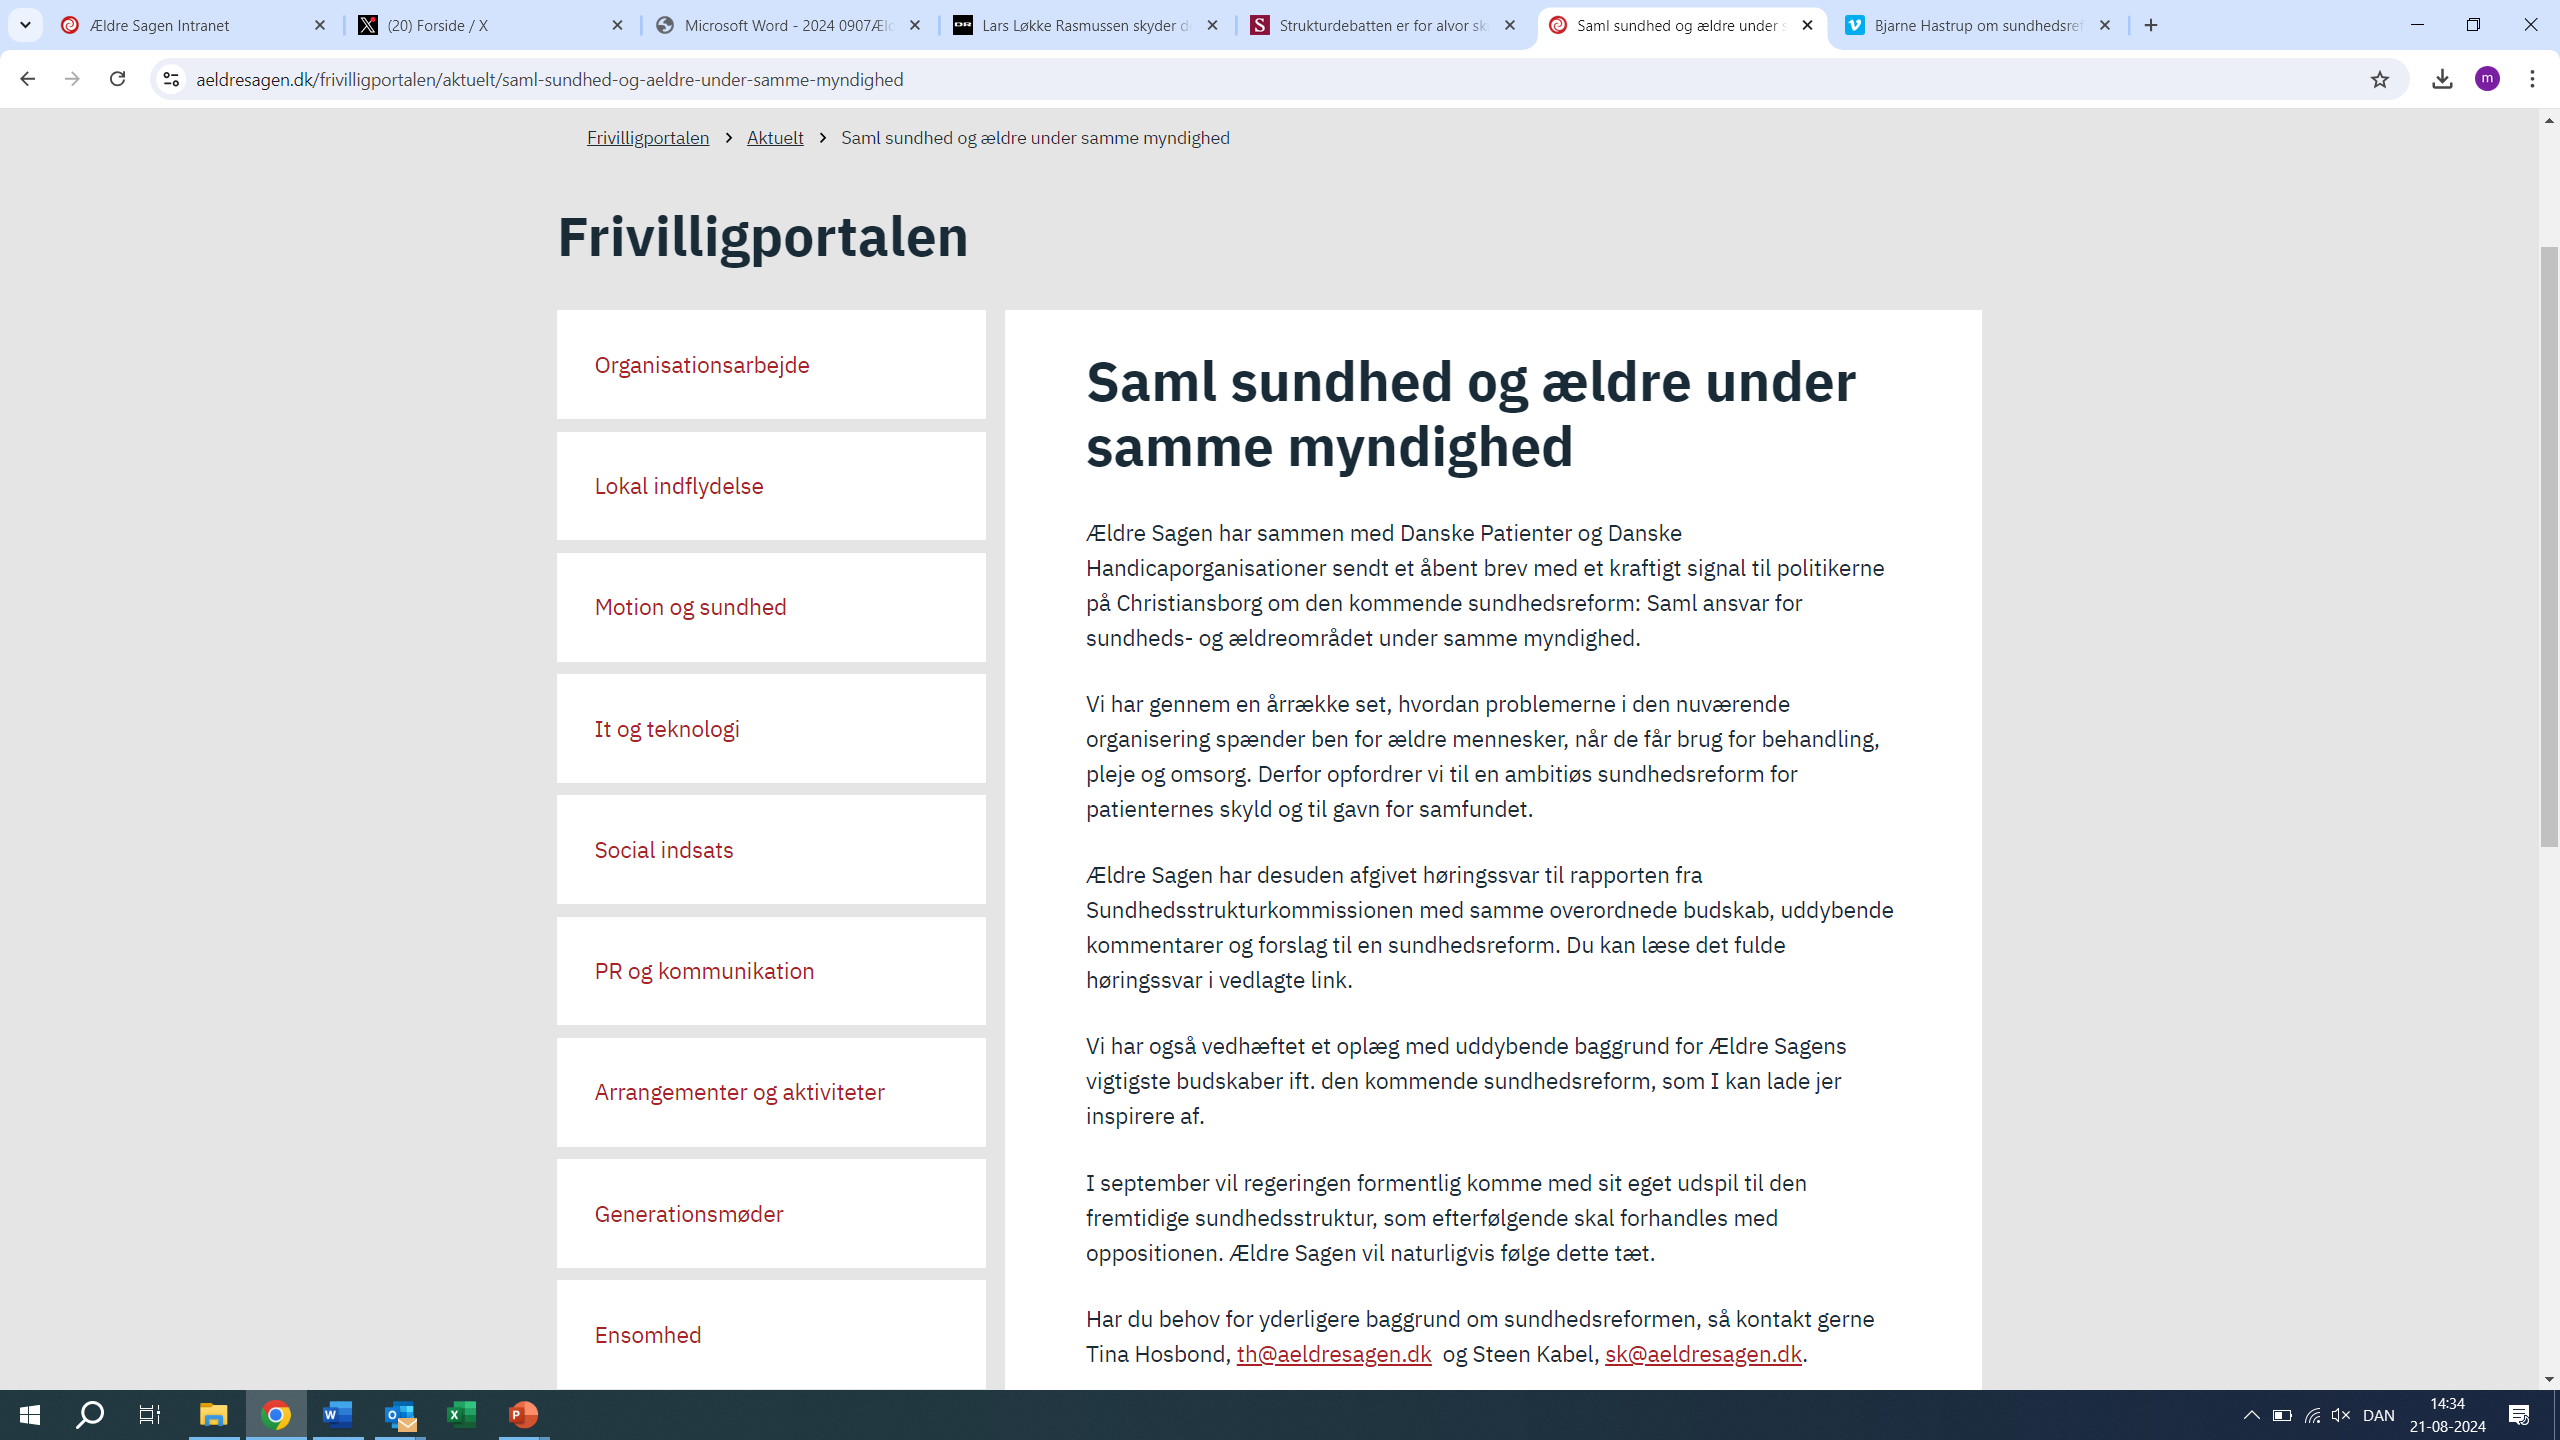 Ældre Sagen Intranet
(20) Forside / X
Microsoft Word - 2024 0907Æld
Lars Løkke Rasmussen skyder de
Strukturdebatten er for alvor sk
Saml sundhed og ældre under s
Bjarne Hastrup om sundhedsref
aeldresagen.dk/frivilligportalen/aktuelt/saml-sundhed-og-aeldre-under-samme-myndighed
m
Frivilligportalen > Aktuelt > Saml sundhed og ældre under samme myndighed
Frivilligportalen
Organisationsarbejde
Lokal indflydelse
Motion og sundhed
It og teknologi
Social indsats
PR og kommunikation
Arrangementer og aktiviteter
Generationsmøder
Ensomhed
Saml sundhed og ældre under
samme myndighed
Ældre Sagen har sammen med Danske Patienter og Danske
Handicaporganisationer sendt et åbent brev med et kraftigt signal til politikerne
på Christiansborg om den kommende sundhedsreform: Saml ansvar for
sundheds- og ældreområdet under samme myndighed.
Vi har gennem en årrække set, hvordan problemerne i den nuværende
organisering spænder ben for ældre mennesker, når de får brug for behandling,
pleje og omsorg. Derfor opfordrer vi til en ambitiøs sundhedsreform for
patienternes skyld og til gavn for samfundet.
Ældre Sagen har desuden afgivet høringssvar til rapporten fra
Sundhedsstrukturkommissionen med samme overordnede budskab, uddybende
kommentarer og forslag til en sundhedsreform. Du kan læse det fulde
høringssvar i vedlagte link.
Vi har også vedhæftet et oplæg med uddybende baggrund for Ældre Sagens
vigtigste budskaber ift. den kommende sundhedsreform, som I kan lade jer
inspirere af.
I september vil regeringen formentlig komme med sit eget udspil til den
fremtidige sundhedsstruktur, som efterfølgende skal forhandles med
oppositionen. Ældre Sagen vil naturligvis følge dette tæt.
Har du behov for yderligere baggrund om sundhedsreformen, så kontakt gerne
Tina Hosbond, th@aeldresagen.dk og Steen Kabel, sk@aeldresagen.dk.
DAN
14:34
21-08-2024